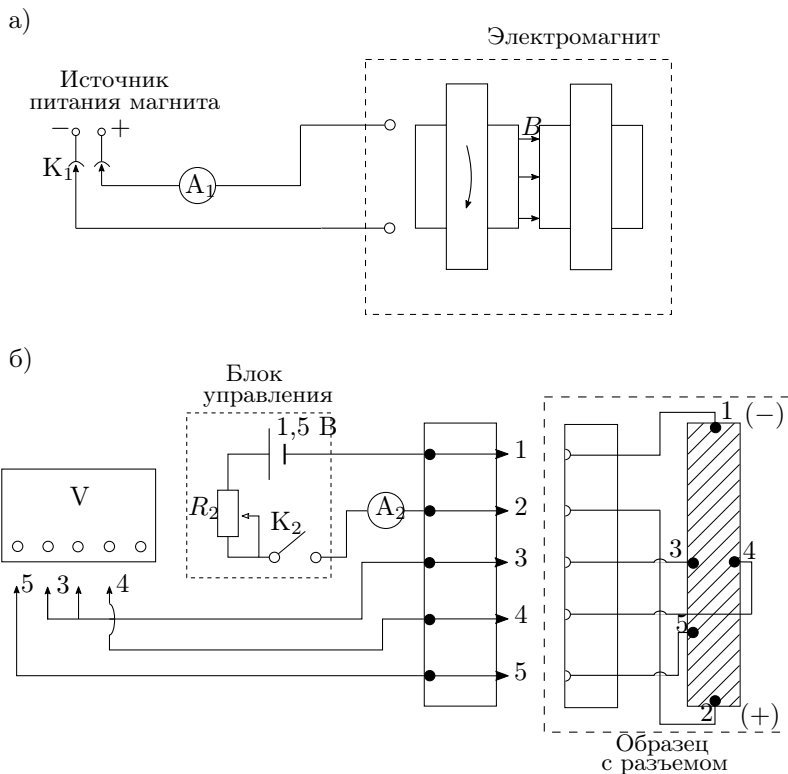 а)
Электромагнит
Источник
питания магнита
− +
B
K1
A1
б)
Блок
управления
1,5 В
1
1 (−)
V
R2
K2
A2
2
3
3
4
5 3 4
4
5
5
2 (+)
Образец
с разъемом